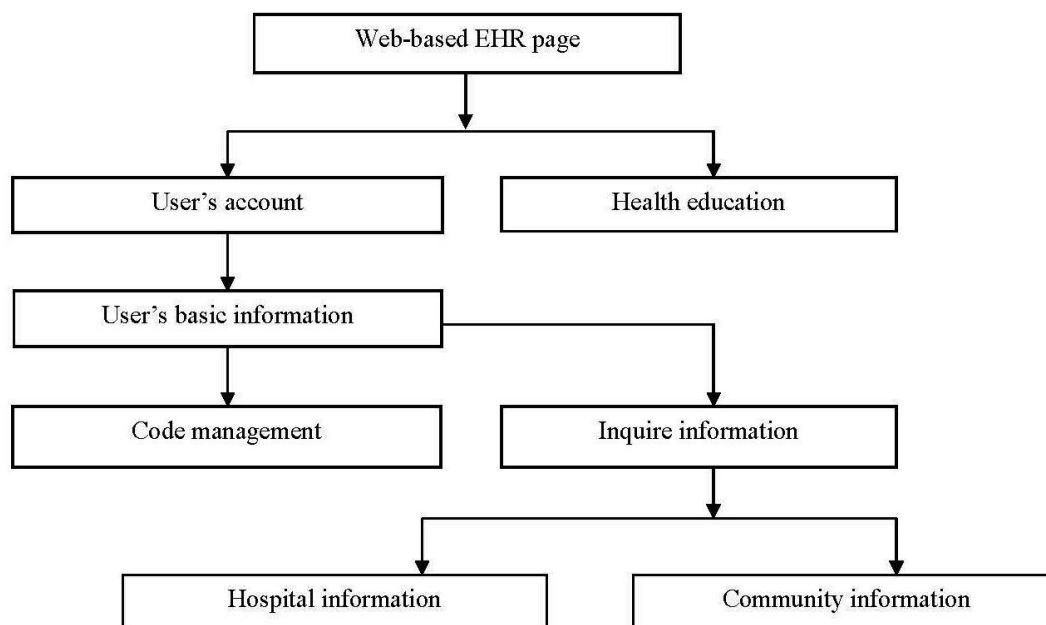 Web-based EHR page
User’s account
Health education
User’s basic information
Code management
Inquire information
Hospital information
Community information